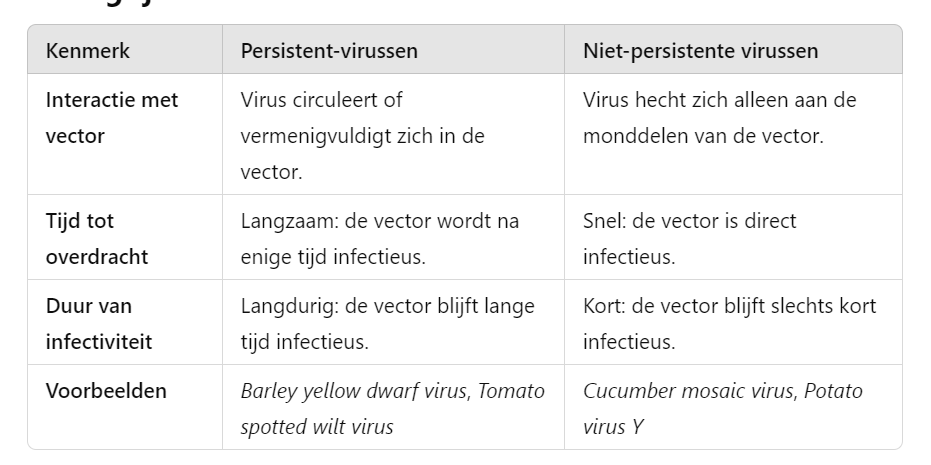 Kenmerk Persistent-virussen Niet-persistente virussen
Interactie met Virus circuleert of Virus hecht zich alleen aan de
vector vermenigvuldigt zich in de monddelen van de vector.
vector.
Tijd tot Langzaam: de vector wordt na Snel: de vector is direct
overdracht enige tijd infectieus. infectieus.
Duur van Langdurig: de vector blijft lange Kort: de vector blijft slechts kort
infectiviteit tijd infectieus. infectieus.
Voorbeelden Barley yellow dwarf virus, Tomato Cucumber mosaic virus, Potato
spotted wilt virus virus Y